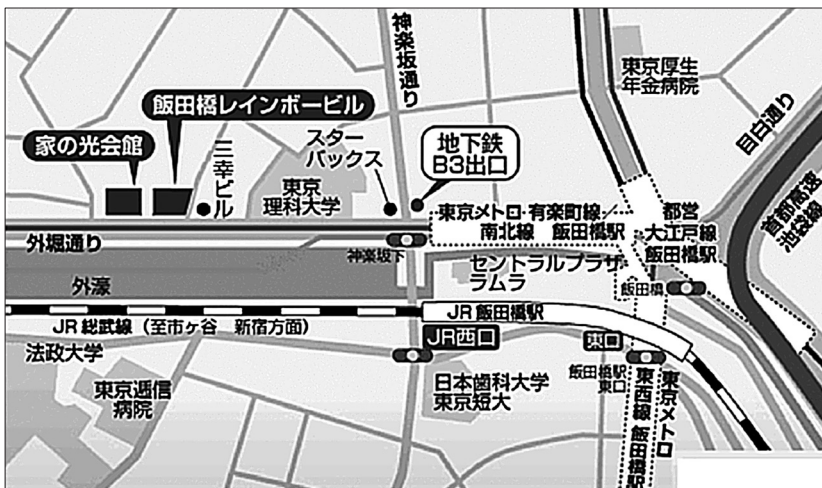 神楽坂通り
東京厚生
年金病院
目白通り
飯田橋レインボービル
家の光会館
三幸ビル
スター
バックス
地下鉄
B3出口
東京
理科大学
首都高速
池袋線
東京メトロ・有楽町線／
南北線 飯田橋駅
都営
大江戸線
飯田橋駅
外堀通り
神楽坂下
セントラルプラザ
ラムラ
飯田橋
外濠
JR 飯田橋駅
JR 総武線（至市ヶ谷 新宿方面）
JR西口
東口
法政大学
飯田橋駅
東口
東京逓信
病院
日本歯科大学
東京短大
東京メトロ
東西線 飯田橋駅